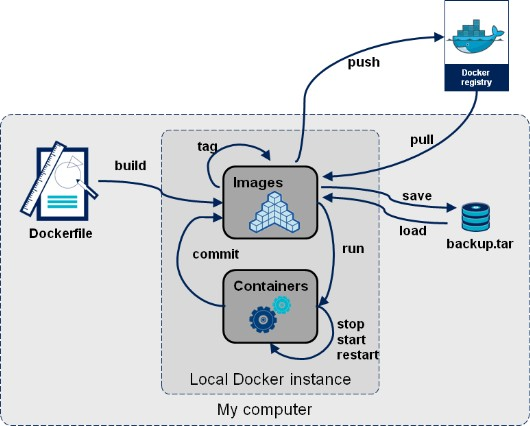 push
Docker
registry
pull
tag
build
Images
save
Dockerfile
load
backup.tar
commit
run
Containers
stop
start
restart
Local Docker instance
My computer